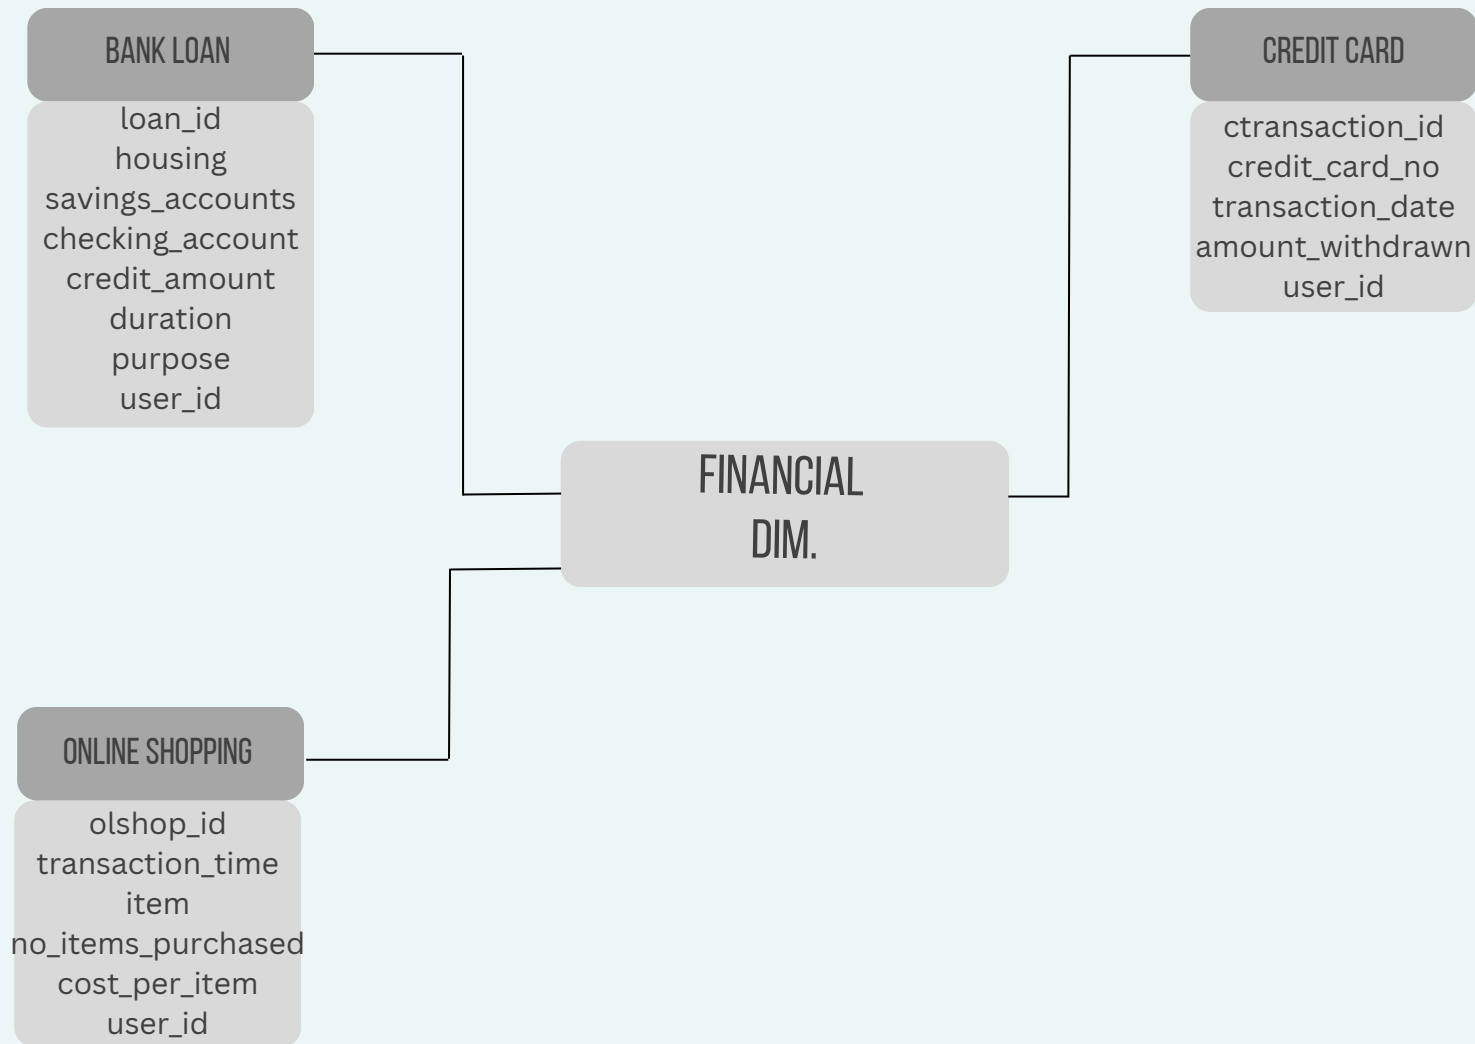 BANK LOAN
loan_id
housing
savings_accounts
checking_account
credit_amount
duration
purpose
user_id
CREDIT CARD
ctransaction_id
credit_card_no
transaction_date
amount_withdrawn
user_id
FINANCIAL
DIM.
ONLINE SHOPPING
olshop_id
transaction_time
item
no_items_purchased
cost_per_item
user_id